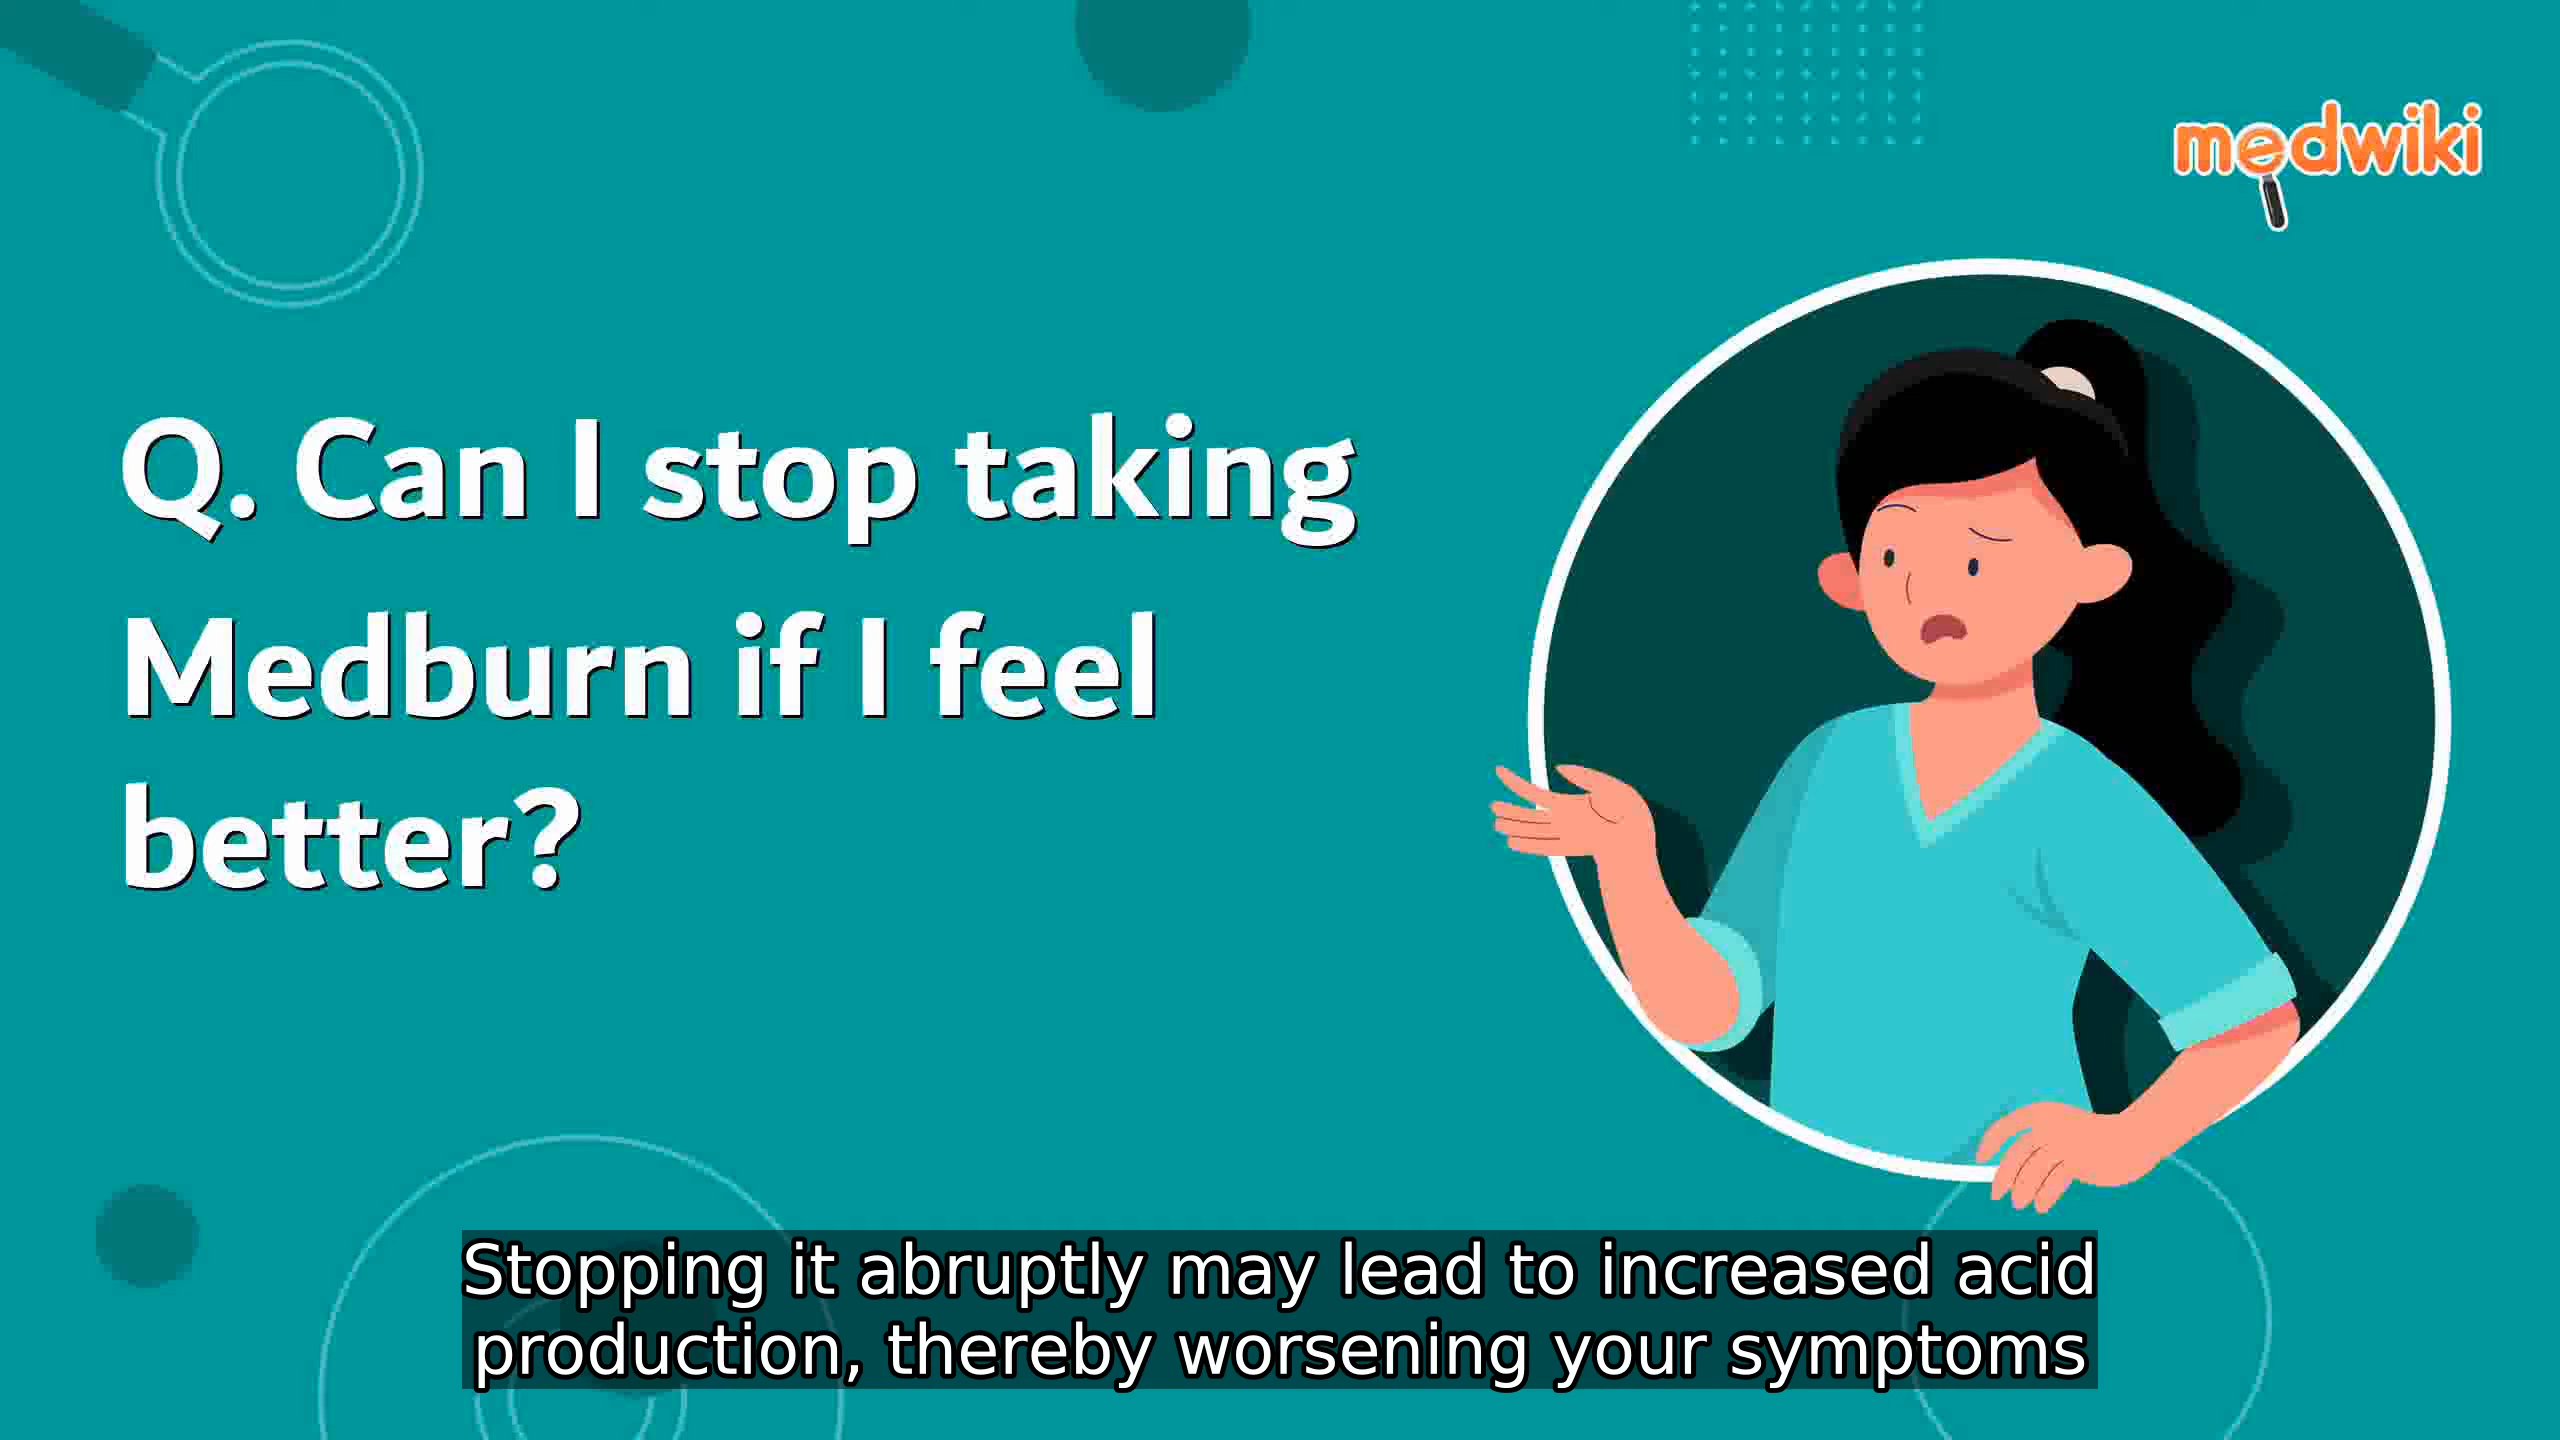 medwiki
Q. Can I stop taking
Medburn if I feel
better?
Stopping it abruptly may lead to increased acid
production, thereby worsening your symptoms